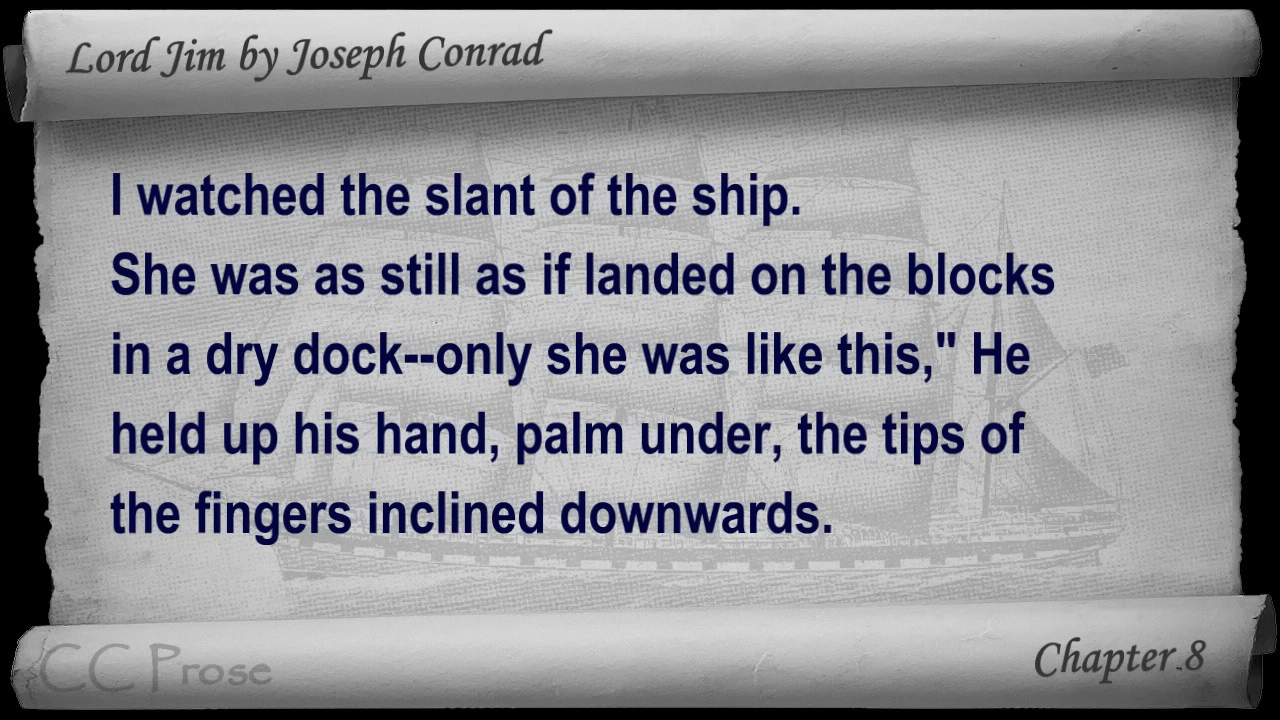 Lord Jim by Joseph Conrad
I watched the slant of the ship.
She was as still as if landed on the blocks
in a dry dock--only she was like this," He
held up his hand, palm under, the tips of
the fingers inclined downwards.
CC Prose
Chapter 8